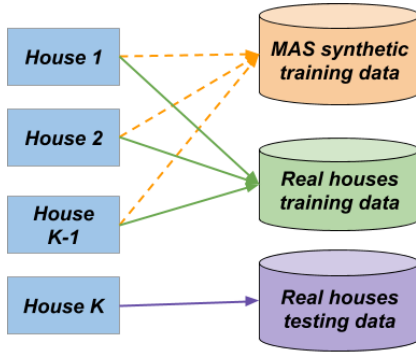 House 1
MAS synthetic
training data
House 2
Real houses
training data
House
K-1
House K
Real houses
testing data